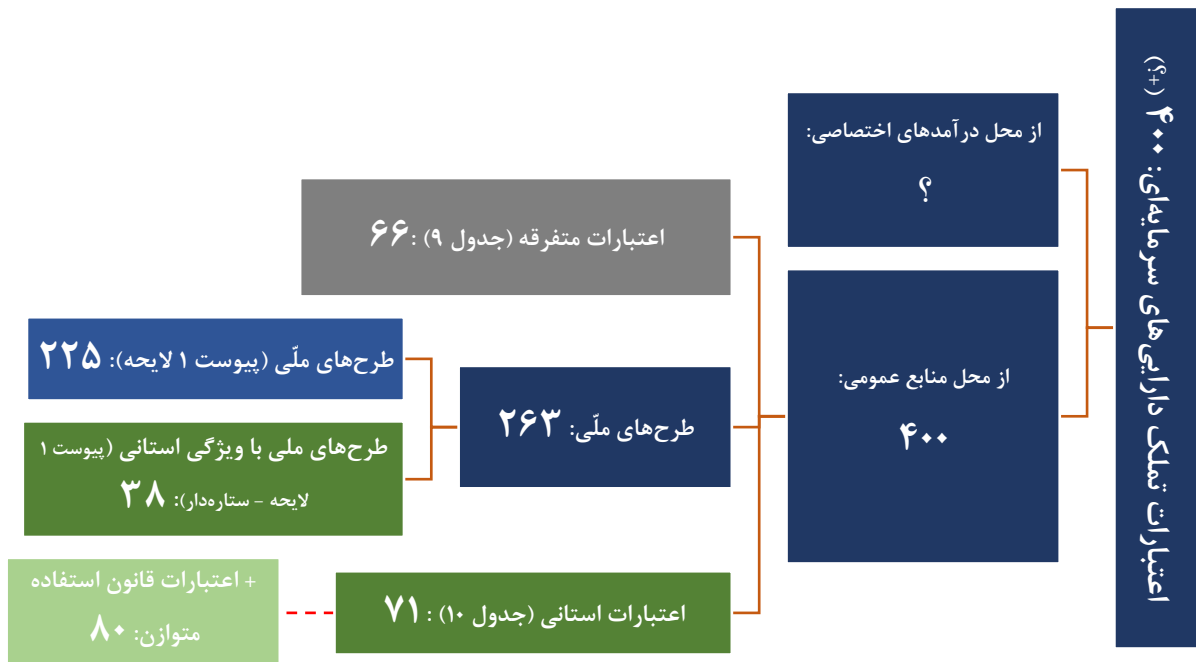 اعتبارات تملک دارایی‌های سرمایه‌ای: ۴۰۰ (+؟)
از محل درآمدهای اختصاصی:
؟
از محل منابع عمومی:
۴۰۰
اعتبارات متفرقه (جدول ۹) :۶۶
طرح‌های ملّی: ۲۶۳
طرح‌های ملّی (پیوست ۱ لایحه): ۲۲۵
طرح‌های ملی با ویژگی استانی (پیوست ۱
لایحه - ستاره‌دار): ۳۸
اعتبارات استانی (جدول ۱۰) : ۷۱
+ اعتبارات قانون استفاده
متوازن: ۸۰